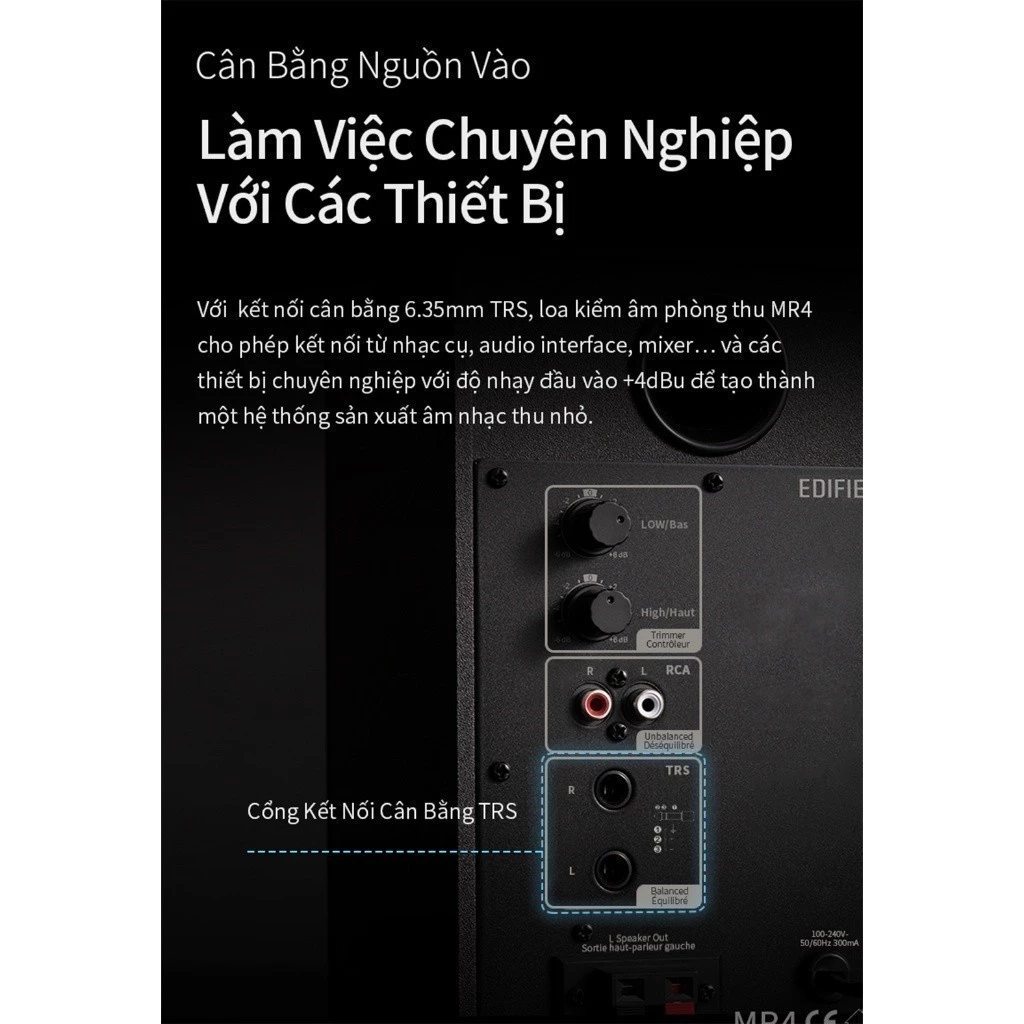 Cân Bằng Nguồn Vào
Làm Việc Chuyên Nghiệp
Với Các Thiết Bị
Với kết nối cân bằng 6.35mm TRS, loa kiểm âm phòng thu MR4
cho phép kết nối từ nhạc cụ, audio interface, mixer... và các
thiết bị chuyên nghiệp với độ nhạy đầu vào +4dBu để tạo thành
một hệ thống sản xuất âm nhạc thu nhỏ.
EDIFIE
0
LOW/Bas
+6 dB
0
High/Haut
+6 dB
Trimmer
Contrôleur
R L RCA
Unbalanced
Déséquilibré
TRS
R
Cổng Kết Nối Cân Bằng TRS
L
Balanced
Équilibré
L Speaker Out
Sortie haut-parleur gauche
100-240V~
50/60Hz 300mA
MR4 CE